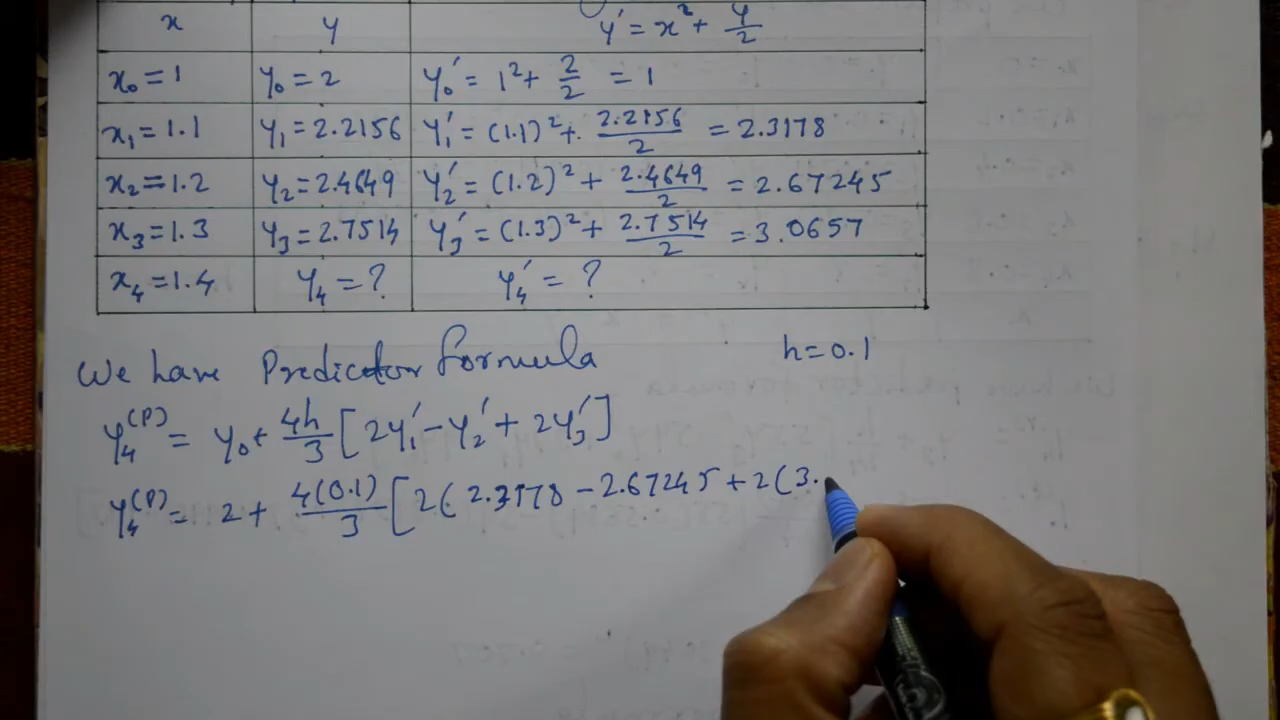 x y y' = x² + y/2
x₀ = 1 y₀ = 2 y₀' = 1² + 2/2 = 1
x₁ = 1.1 y₁ = 2.2156 y₁' = (1.1)² + 2.2156/2 = 2.3178
x₂ = 1.2 y₂ = 2.4649 y₂' = (1.2)² + 2.4649/2 = 2.67245
x₃ = 1.3 y₃ = 2.7514 y₃' = (1.3)² + 2.7514/2 = 3.0657
x₄ = 1.4 y₄ = ? y₄' = ?
We have Predicator formula h = 0.1
y₄⁽ᴾ⁾ = y₀ + 4h/3 [2y₁' - y₂' + 2y₃']
y₄⁽ᴾ⁾ = 2 + 4(0.1)/3 [2(2.3178 - 2.67245 + 2(3.